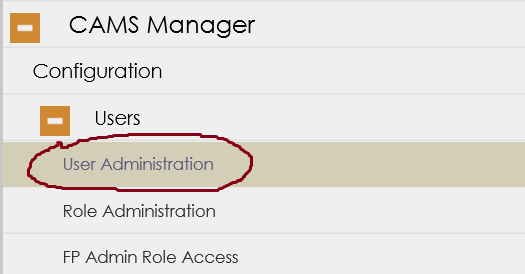 CAMS Manager
Configuration
Users
User Administration
Role Administration
FP Admin Role Access